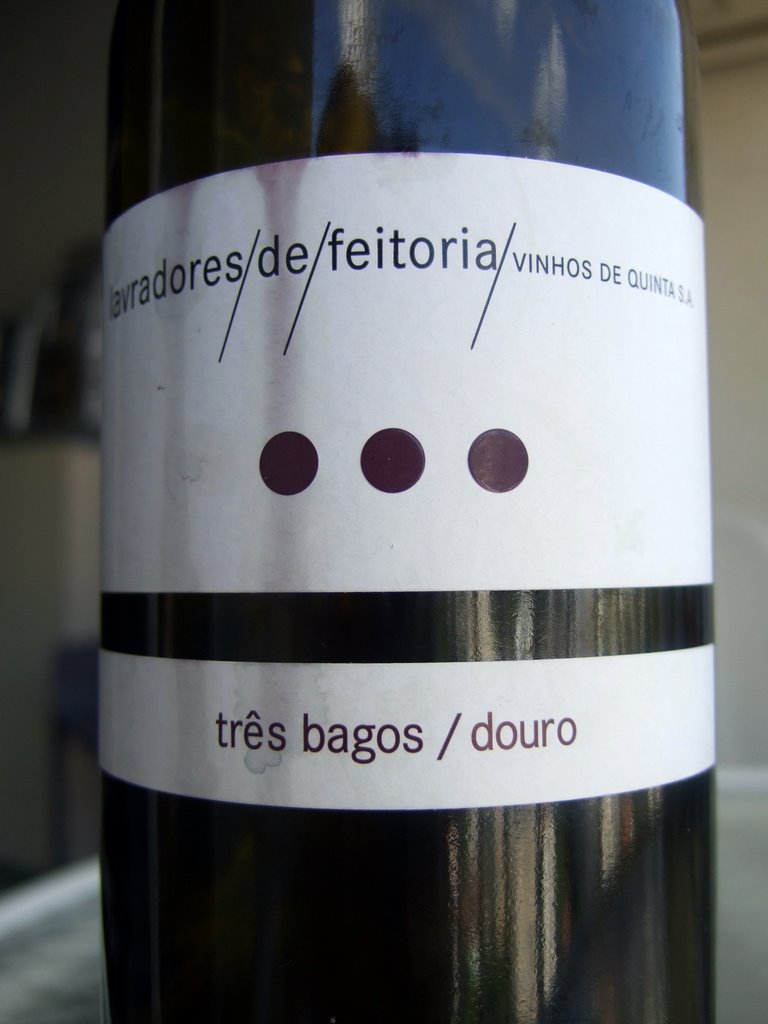 lavradores/de/feitoria/VINHOS DE QUINTA S.A.
três bagos / douro